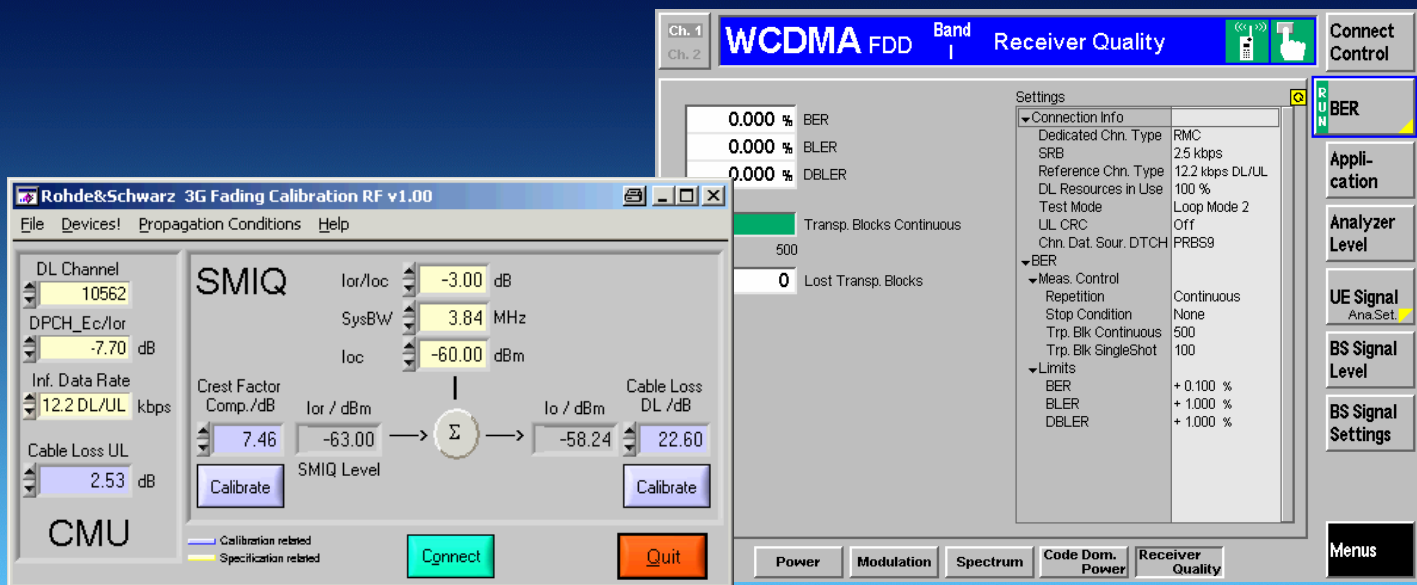 Ch. 1
Ch. 2
WCDMA FDD Band I Receiver Quality
Connect Control
RUN BER
Appli-cation
Analyzer Level
UE Signal
Ana.Set.
BS Signal Level
BS Signal Settings
Menus
0.000 % BER
0.000 % BLER
0.000 % DBLER
Transp. Blocks Continuous
500
0 Lost Transp. Blocks
Settings
Connection Info
Dedicated Chn. Type RMC
SRB 2.5 kbps
Reference Chn. Type 12.2 kbps DL/UL
DL Resources in Use 100 %
Test Mode Loop Mode 2
UL CRC Off
Chn. Dat. Sour. DTCH PRBS9
BER
Meas. Control
Repetition Continuous
Stop Condition None
Trp. Blk Continuous 500
Trp. Blk SingleShot 100
Limits
BER + 0.100 %
BLER + 1.000 %
DBLER + 1.000 %
Power
Modulation
Spectrum
Code Dom. Power
Receiver Quality
Rohde&Schwarz 3G Fading Calibration RF v1.00
File Devices! Propagation Conditions Help
DL Channel
10562
DPCH_Ec/Ior
-7.70 dB
Inf. Data Rate
12.2 DL/UL kbps
Cable Loss UL
2.53 dB
CMU
SMIQ
Ior/Ioc -3.00 dB
SysBW 3.84 MHz
Ioc -60.00 dBm
Crest Factor
Comp./dB
7.46
Calibrate
Ior / dBm
-63.00
SMIQ Level
Σ
Io / dBm
-58.24
Cable Loss
DL /dB
22.60
Calibrate
Calibration related
Specification related
Connect
Quit